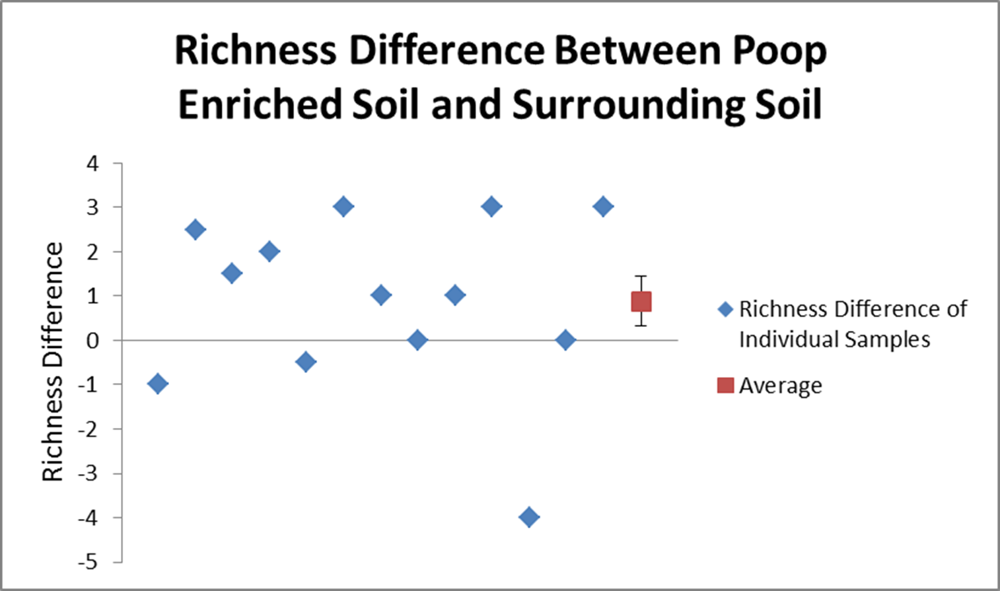 Richness Difference Between Poop
Enriched Soil and Surrounding Soil
4
3
2
1
0
-1
-2
-3
-4
-5
Richness Difference
Richness Difference of
Individual Samples
Average